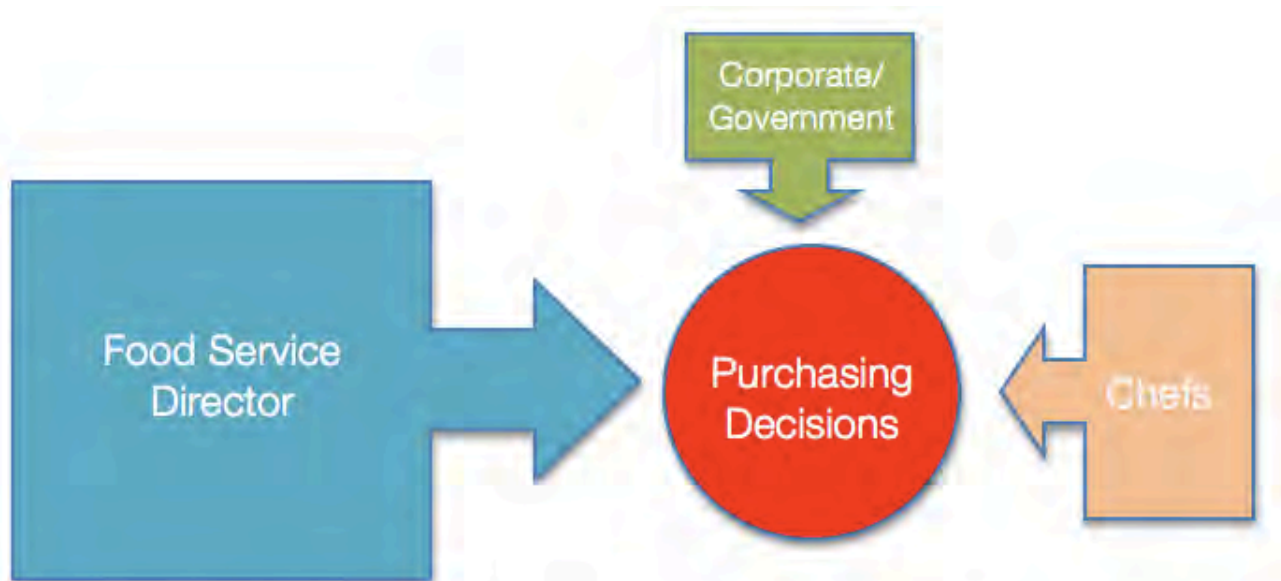 Corporate/
Government
Food Service
Director
Purchasing
Decisions
Chefs